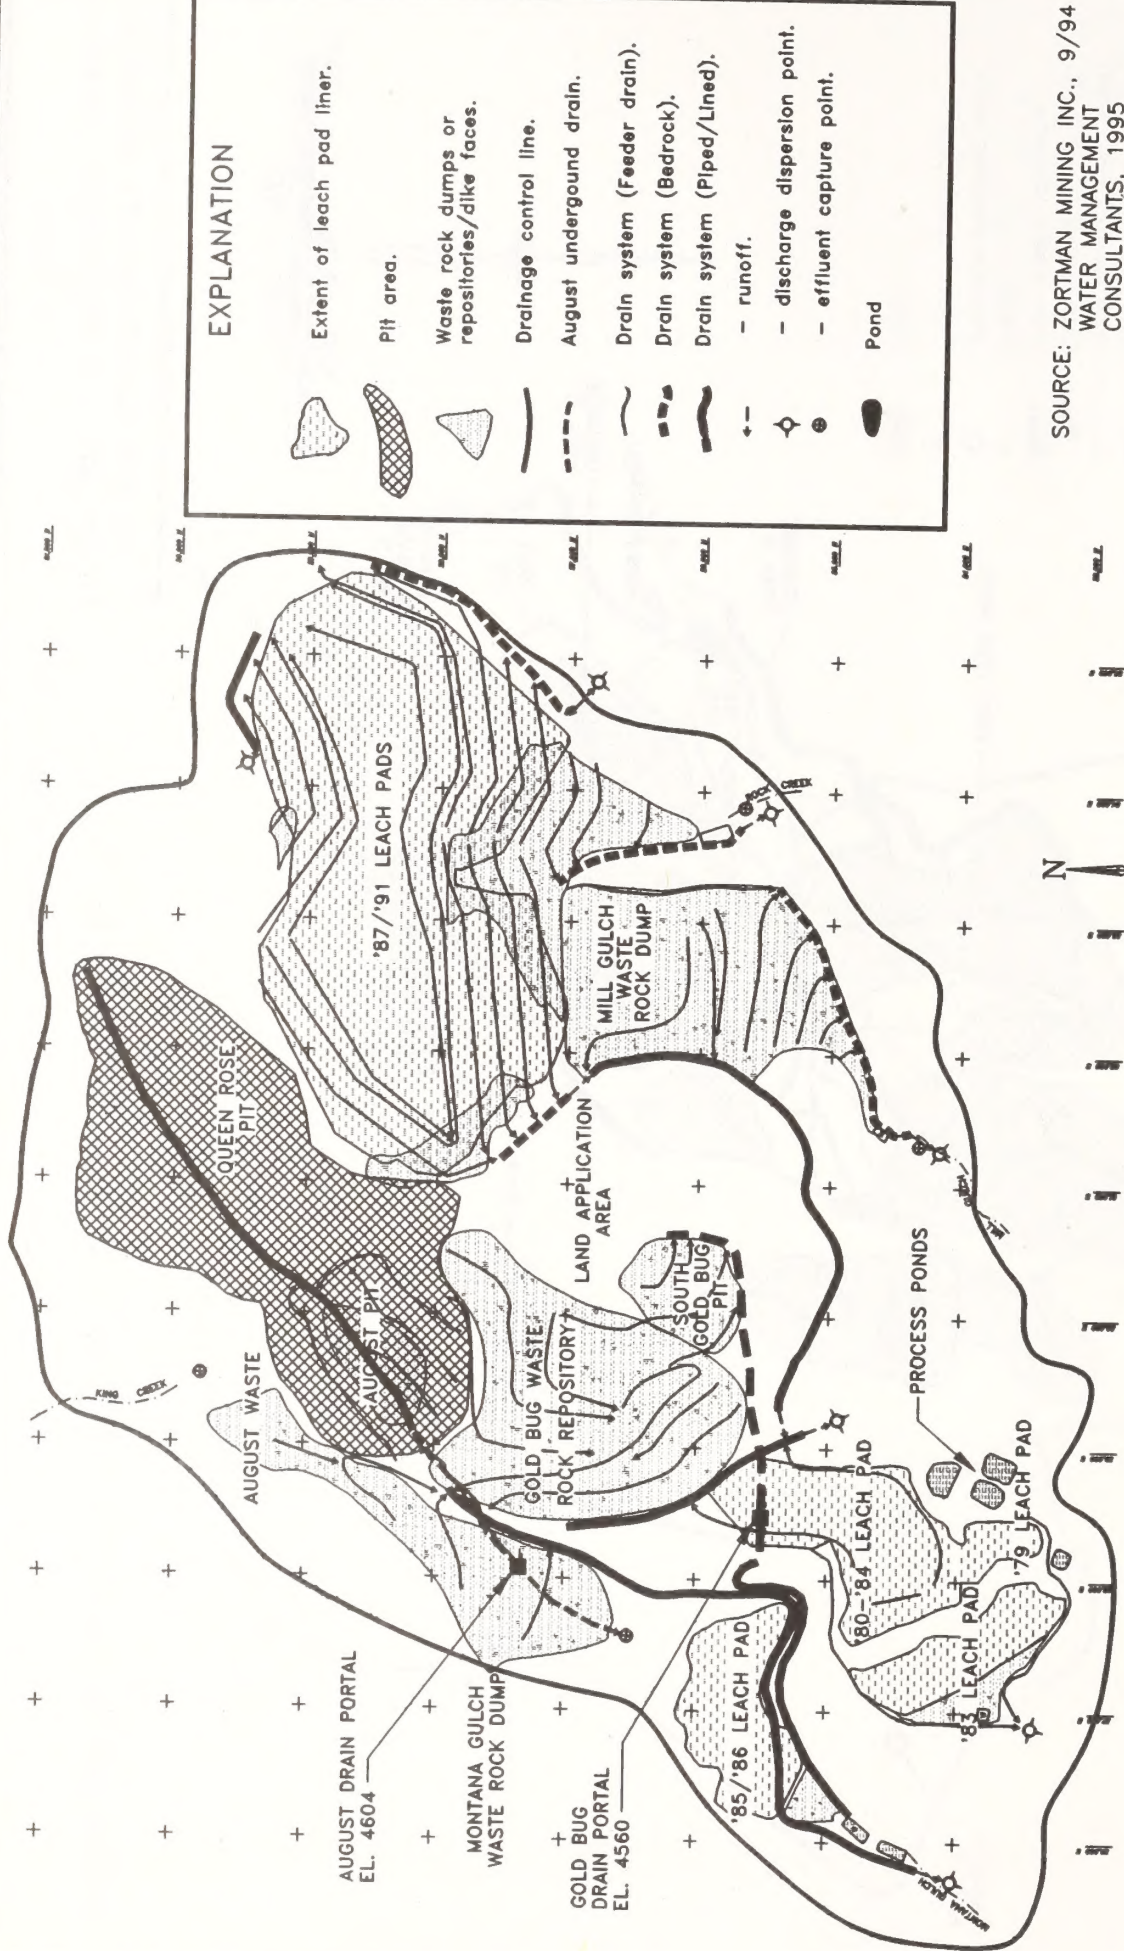 EXPLANATION
Extent of leach pad liner.
Pit area.
Waste rock dumps or
repositories/dike faces.
Drainage control line.
August undergound drain.
Drain system (Feeder drain).
Drain system (Bedrock).
Drain system (Piped/Lined).
- runoff.
- discharge dispersion point.
- effluent capture point.
Pond
SOURCE: ZORTMAN MINING INC., 9/94
WATER MANAGEMENT
CONSULTANTS, 1995
N
'87/'91 LEACH PADS
QUEEN ROSE
PIT
MILL GULCH
WASTE
ROCK DUMP
ROCK CREEK
LAND APPLICATION
AREA
KING CREEK
AUGUST WASTE
AUGUST PIT
GOLD BUG WASTE
ROCK REPOSITORY
SOUTH
GOLD BUG
PIT
MILL GULCH
PROCESS PONDS
'80-'84 LEACH PAD
'79 LEACH PAD
'83 LEACH PAD
'85/'86 LEACH PAD
AUGUST DRAIN PORTAL
EL. 4604
MONTANA GULCH
WASTE ROCK DUMP
GOLD BUG
DRAIN PORTAL
EL. 4560
MONTANA GULCH